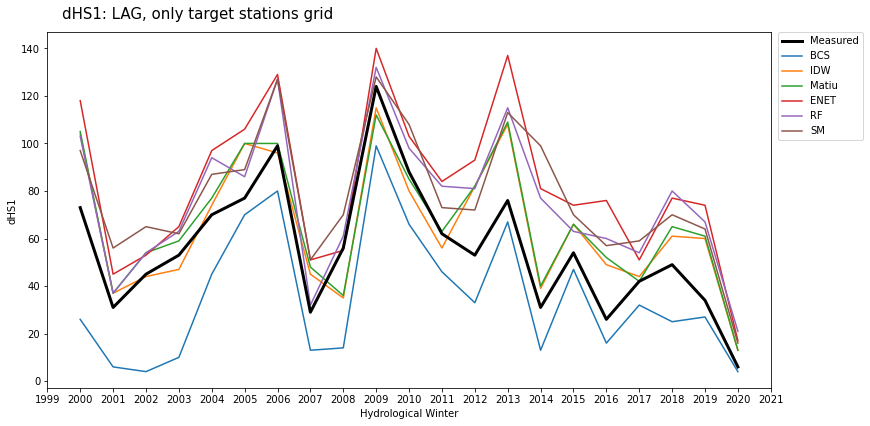 dHS1: LAG, only target stations grid
140
120
100
80
60
40
20
0
dHS1
1999 2000 2001 2002 2003 2004 2005 2006 2007 2008 2009 2010 2011 2012 2013 2014 2015 2016 2017 2018 2019 2020 2021
Hydrological Winter
Measured
BCS
IDW
Matiu
ENET
RF
SM